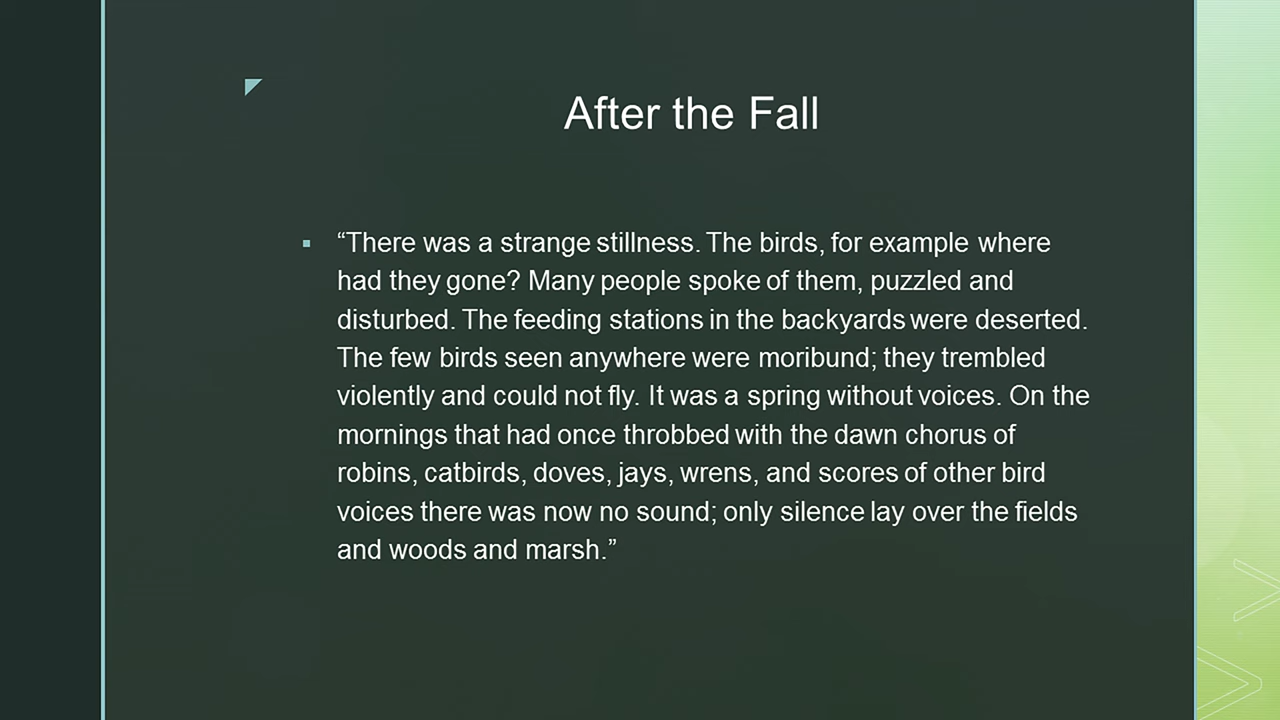 After the Fall
“There was a strange stillness. The birds, for example where
had they gone? Many people spoke of them, puzzled and
disturbed. The feeding stations in the backyards were deserted.
The few birds seen anywhere were moribund; they trembled
violently and could not fly. It was a spring without voices. On the
mornings that had once throbbed with the dawn chorus of
robins, catbirds, doves, jays, wrens, and scores of other bird
voices there was now no sound; only silence lay over the fields
and woods and marsh.”